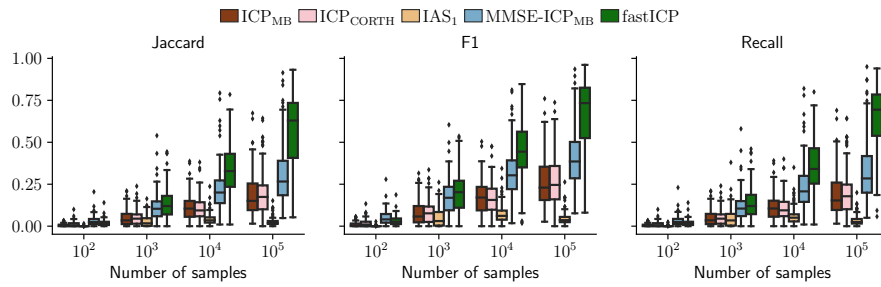 ICP_MB ICP_CORTH IAS_1 MMSE-ICP_MB fastICP
Jaccard F1 Recall
1.00
0.75
0.50
0.25
0.00
10^2 10^3 10^4 10^5 10^2 10^3 10^4 10^5 10^2 10^3 10^4 10^5
Number of samples Number of samples Number of samples